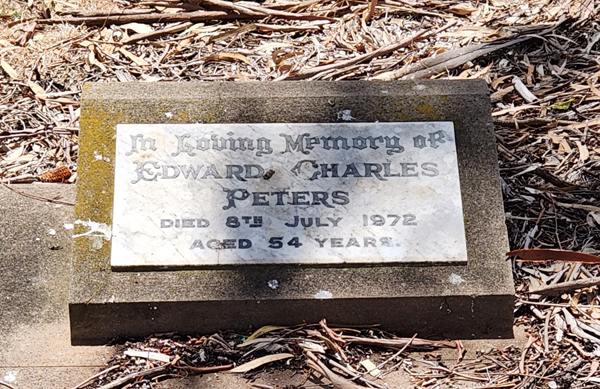 In Loving Memory of
Edward Charles
Peters
Died 8th July 1972
Aged 54 years.